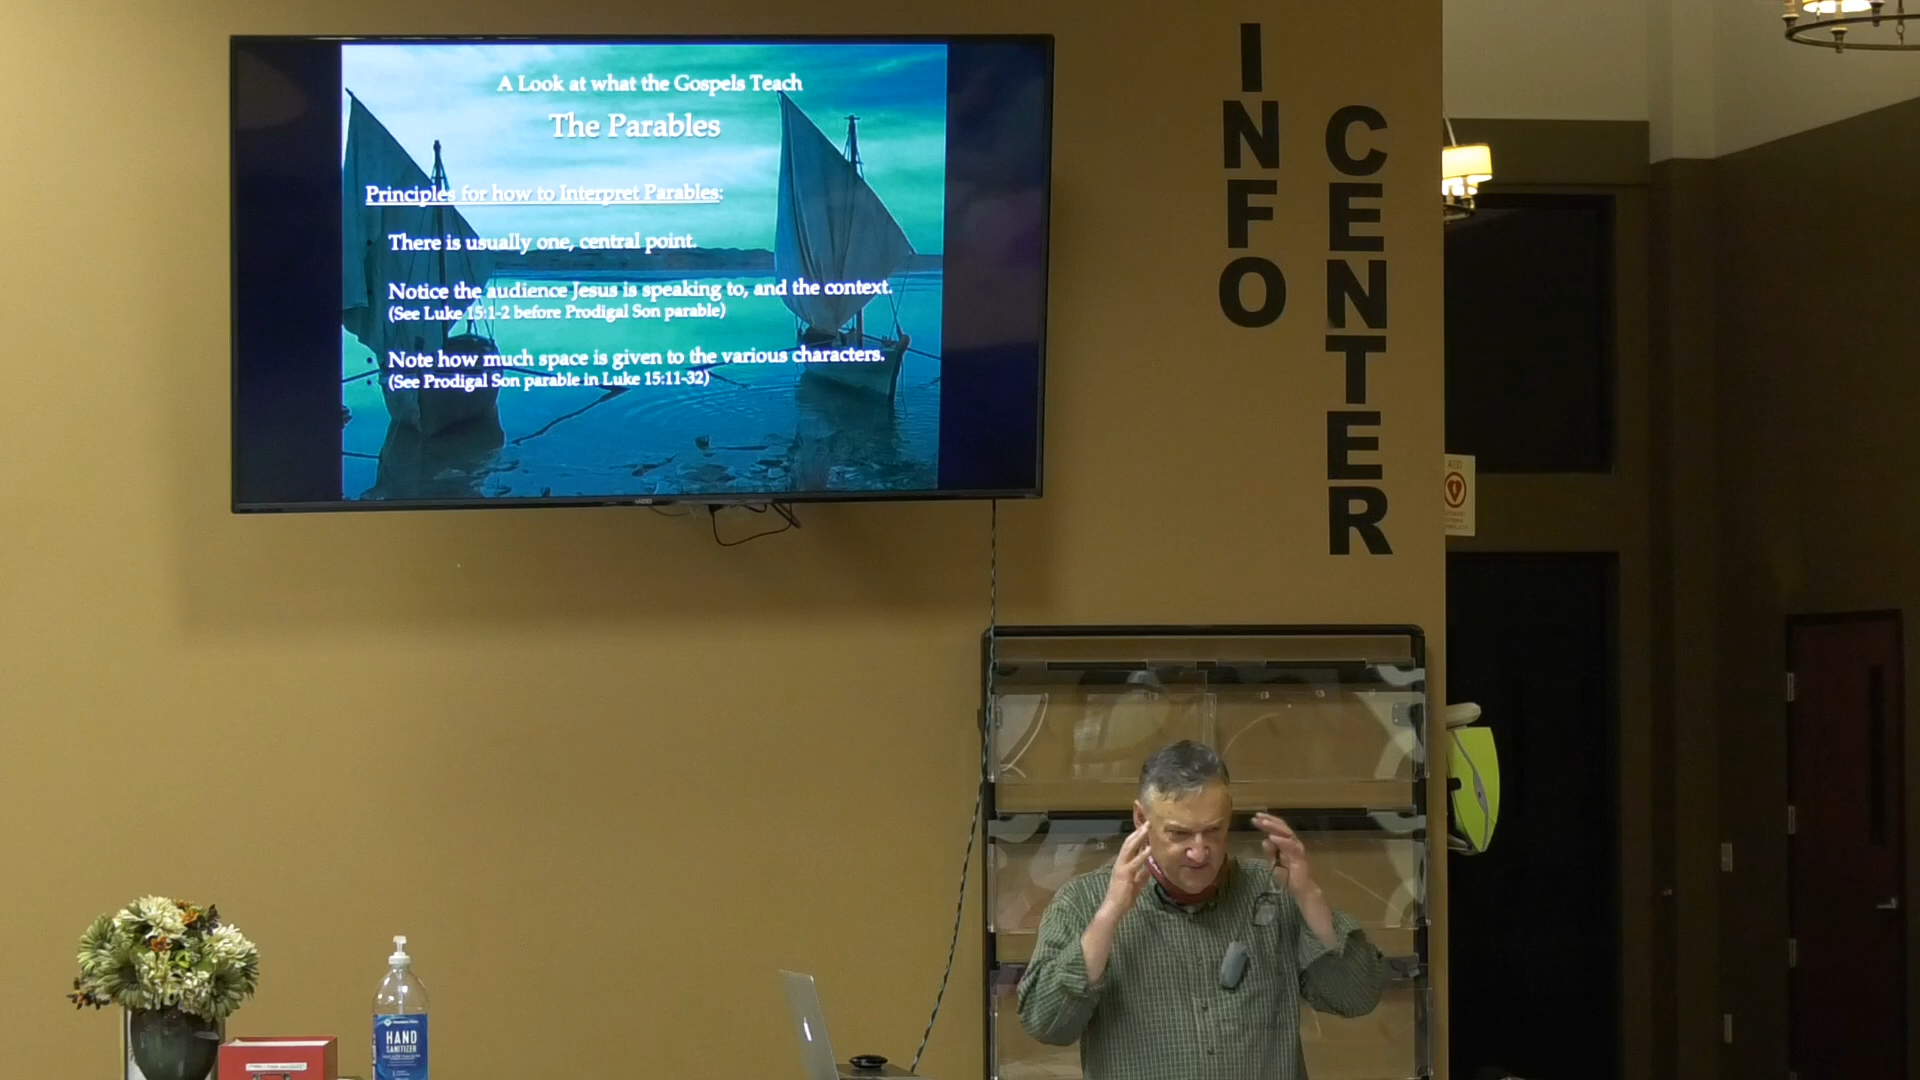 A Look at what the Gospels Teach
The Parables
Principles for how to Interpret Parables:
There is usually one, central point.
Notice the audience Jesus is speaking to, and the context.
(See Luke 15:1-2 before Prodigal Son parable)
Note how much space is given to the various characters.
(See Prodigal Son parable in Luke 15:11-32)
INFO
CENTER
AED
HAND
SANITIZER